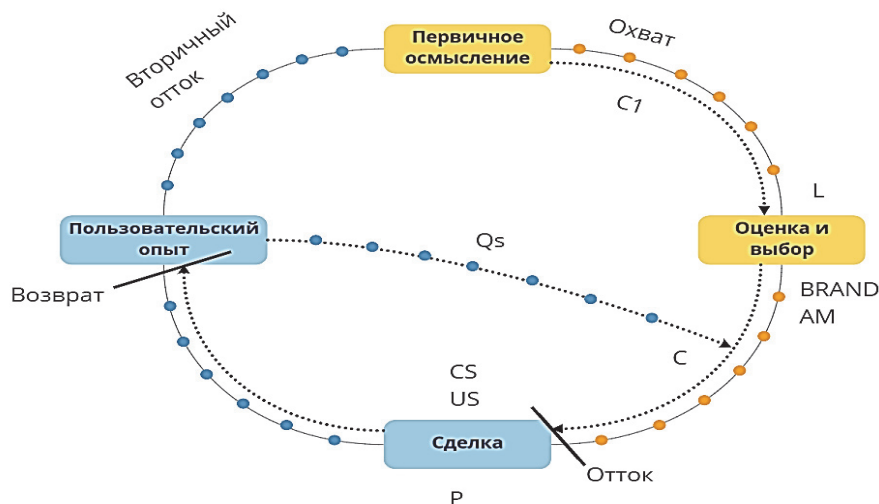 Первичное
осмысление
Охват
Вторичный
отток
C1
L
Пользовательский
опыт
Qs
Оценка и
выбор
Возврат
BRAND
AM
C
CS
US
Сделка
Отток
P